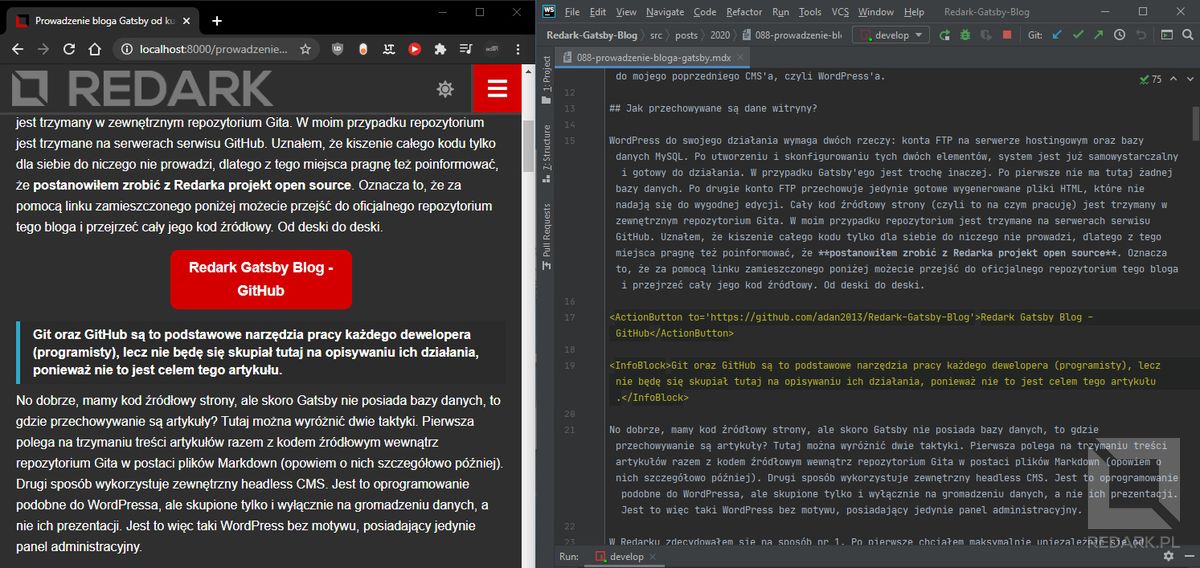 Prowadzenie bloga Gatsby od ku
localhost:8000/prowadzenie...
REDARK
jest trzymany w zewnętrznym repozytorium Gita. W moim przypadku repozytorium
jest trzymane na serwerach serwisu GitHub. Uznałem, że kiszenie całego kodu tylko
dla siebie do niczego nie prowadzi, dlatego z tego miejsca pragnę też poinformować,
że postanowiłem zrobić z Redarka projekt open source. Oznacza to, że za
pomocą linku zamieszczonego poniżej możecie przejść do oficjalnego repozytorium
tego bloga i przejrzeć cały jego kod źródłowy. Od deski do deski.
Redark Gatsby Blog -
GitHub
Git oraz GitHub są to podstawowe narzędzia pracy każdego dewelopera
(programisty), lecz nie będę się skupiał tutaj na opisywaniu ich działania,
ponieważ nie to jest celem tego artykułu.
No dobrze, mamy kod źródłowy strony, ale skoro Gatsby nie posiada bazy danych, to
gdzie przechowywane są artykuły? Tutaj można wyróżnić dwie taktyki. Pierwsza
polega na trzymaniu treści artykułów razem z kodem źródłowym wewnątrz
repozytorium Gita w postaci plików Markdown (opowiem o nich szczegółowo później).
Drugi sposób wykorzystuje zewnętrzny headless CMS. Jest to oprogramowanie
podobne do WordPressa, ale skupione tylko i wyłącznie na gromadzeniu danych, a
nie ich prezentacji. Jest to więc taki WordPress bez motywu, posiadający jedynie
panel administracyjny.
WS File Edit View Navigate Code Refactor Run Tools VCS Window Help Redark-Gatsby-Blog
Redark-Gatsby-Blog src posts 2020 088-prowadzenie-bl develop Git:
088-prowadzenie-bloga-gatsby.mdx
1: Project
7: Structure
Pull Requests
75
do mojego poprzedniego CMS'a, czyli WordPress'a.
12
13 ## Jak przechowywane są dane witryny?
14
15 WordPress do swojego działania wymaga dwóch rzeczy: konta FTP na serwerze hostingowym oraz bazy
danych MySQL. Po utworzeniu i skonfigurowaniu tych dwóch elementów, system jest już samowystarczalny
i gotowy do działania. W przypadku Gatsby'ego jest trochę inaczej. Po pierwsze nie ma tutaj żadnej
bazy danych. Po drugie konto FTP przechowuje jedynie gotowe wygenerowane pliki HTML, które nie
nadają się do wygodnej edycji. Cały kod źródłowy strony (czyli to na czym pracuję) jest trzymany w
zewnętrznym repozytorium Gita. W moim przypadku repozytorium jest trzymane na serwerach serwisu
GitHub. Uznałem, że kiszenie całego kodu tylko dla siebie do niczego nie prowadzi, dlatego z tego
miejsca pragnę też poinformować, że **postanowiłem zrobić z Redarka projekt open source**. Oznacza
to, że za pomocą linku zamieszczonego poniżej możecie przejść do oficjalnego repozytorium tego bloga
i przejrzeć cały jego kod źródłowy. Od deski do deski.
16
17 <ActionButton to='https://github.com/adan2013/Redark-Gatsby-Blog'>Redark Gatsby Blog -
GitHub</ActionButton>
18
19 <InfoBlock>Git oraz GitHub są to podstawowe narzędzia pracy każdego dewelopera (programisty), lecz
nie będę się skupiał tutaj na opisywaniu ich działania, ponieważ nie to jest celem tego artykułu
.</InfoBlock>
20
21 No dobrze, mamy kod źródłowy strony, ale skoro Gatsby nie posiada bazy danych, to gdzie
przechowywane są artykuły? Tutaj można wyróżnić dwie taktyki. Pierwsza polega na trzymaniu treści
artykułów razem z kodem źródłowym wewnątrz repozytorium Gita w postaci plików Markdown (opowiem o
nich szczegółowo później). Drugi sposób wykorzystuje zewnętrzny headless CMS. Jest to oprogramowanie
podobne do WordPressa, ale skupione tylko i wyłącznie na gromadzeniu danych, a nie ich prezentacji.
Jest to więc taki WordPress bez motywu, posiadający jedynie panel administracyjny.
22
23 W Redarku zdecydowałem się na sposób nr 1. Po pierwsze chciałem maksymalnie uniezależnić się od
REDARK.PL
Run: develop